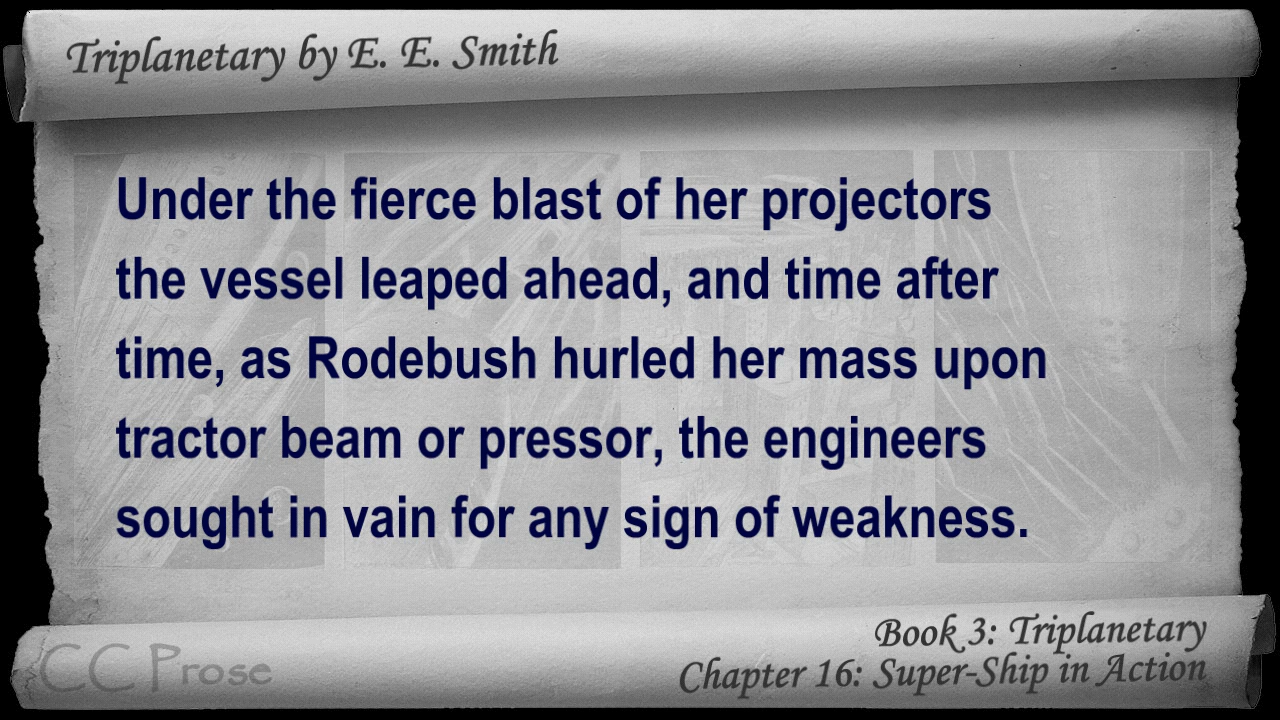 Triplanetary by E. E. Smith
Under the fierce blast of her projectors
the vessel leaped ahead, and time after
time, as Rodebush hurled her mass upon
tractor beam or pressor, the engineers
sought in vain for any sign of weakness.
Book 3: Triplanetary
Chapter 16: Super-Ship in Action
CC Prose